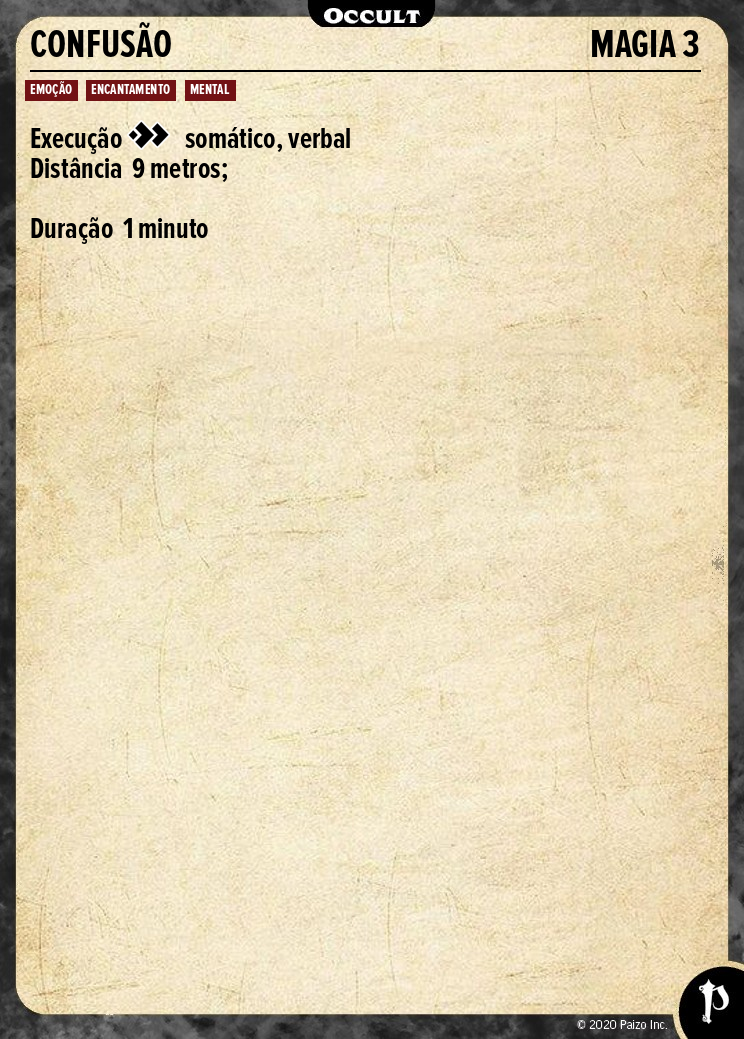 OCCULT
CONFUSÃO MAGIA 3
EMOÇÃO ENCANTAMENTO MENTAL
Execução somático, verbal
Distância 9 metros;
Duração 1 minuto
© 2020 Paizo Inc.
P